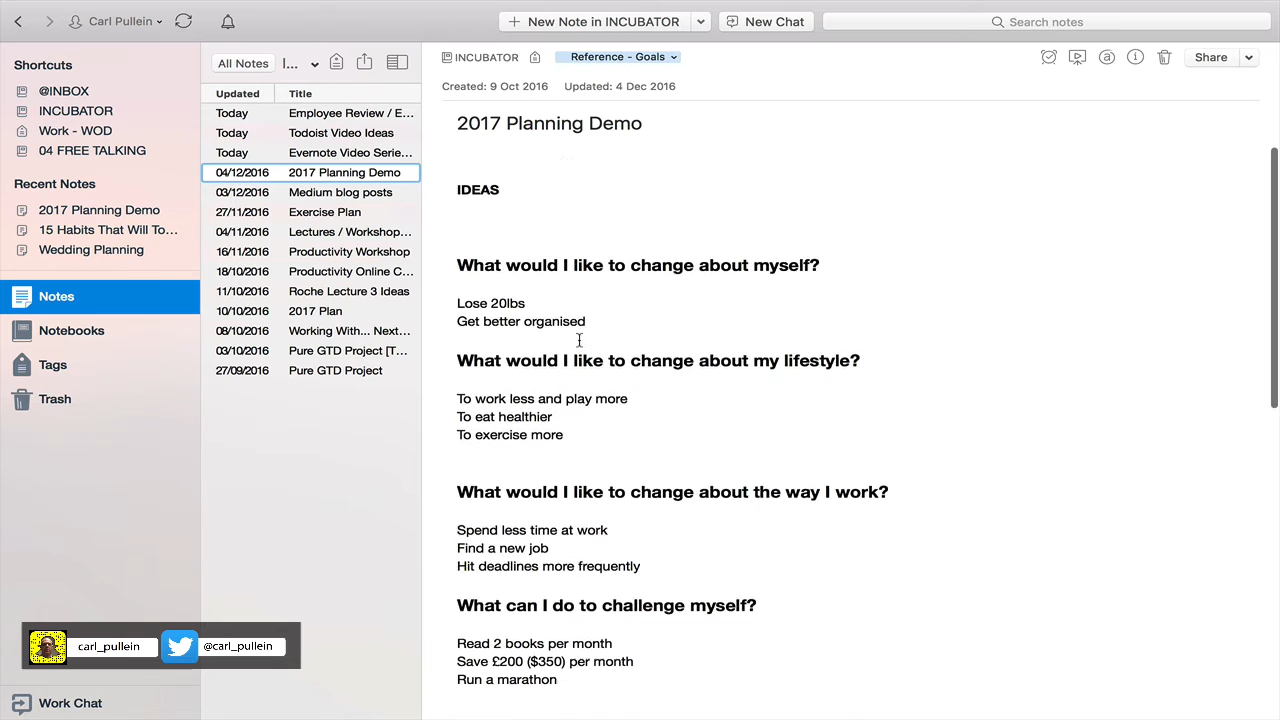 Carl Pullein
New Note in INCUBATOR
New Chat
Search notes
Shortcuts
@INBOX
INCUBATOR
Work - WOD
04 FREE TALKING
Recent Notes
2017 Planning Demo
15 Habits That Will To...
Wedding Planning
Notes
Notebooks
Tags
Trash
carl_pullein
@carl_pullein
Work Chat
All Notes
I...
Updated Title
Today Employee Review / E...
Today Todoist Video Ideas
Today Evernote Video Serie...
04/12/2016 2017 Planning Demo
03/12/2016 Medium blog posts
27/11/2016 Exercise Plan
04/11/2016 Lectures / Workshop...
16/11/2016 Productivity Workshop
18/10/2016 Productivity Online C...
11/10/2016 Roche Lecture 3 Ideas
10/10/2016 2017 Plan
08/10/2016 Working With... Next...
03/10/2016 Pure GTD Project [T...
27/09/2016 Pure GTD Project
INCUBATOR
Reference - Goals
Share
Created: 9 Oct 2016 Updated: 4 Dec 2016
2017 Planning Demo
IDEAS
What would I like to change about myself?
Lose 20lbs
Get better organised
What would I like to change about my lifestyle?
To work less and play more
To eat healthier
To exercise more
What would I like to change about the way I work?
Spend less time at work
Find a new job
Hit deadlines more frequently
What can I do to challenge myself?
Read 2 books per month
Save £200 ($350) per month
Run a marathon